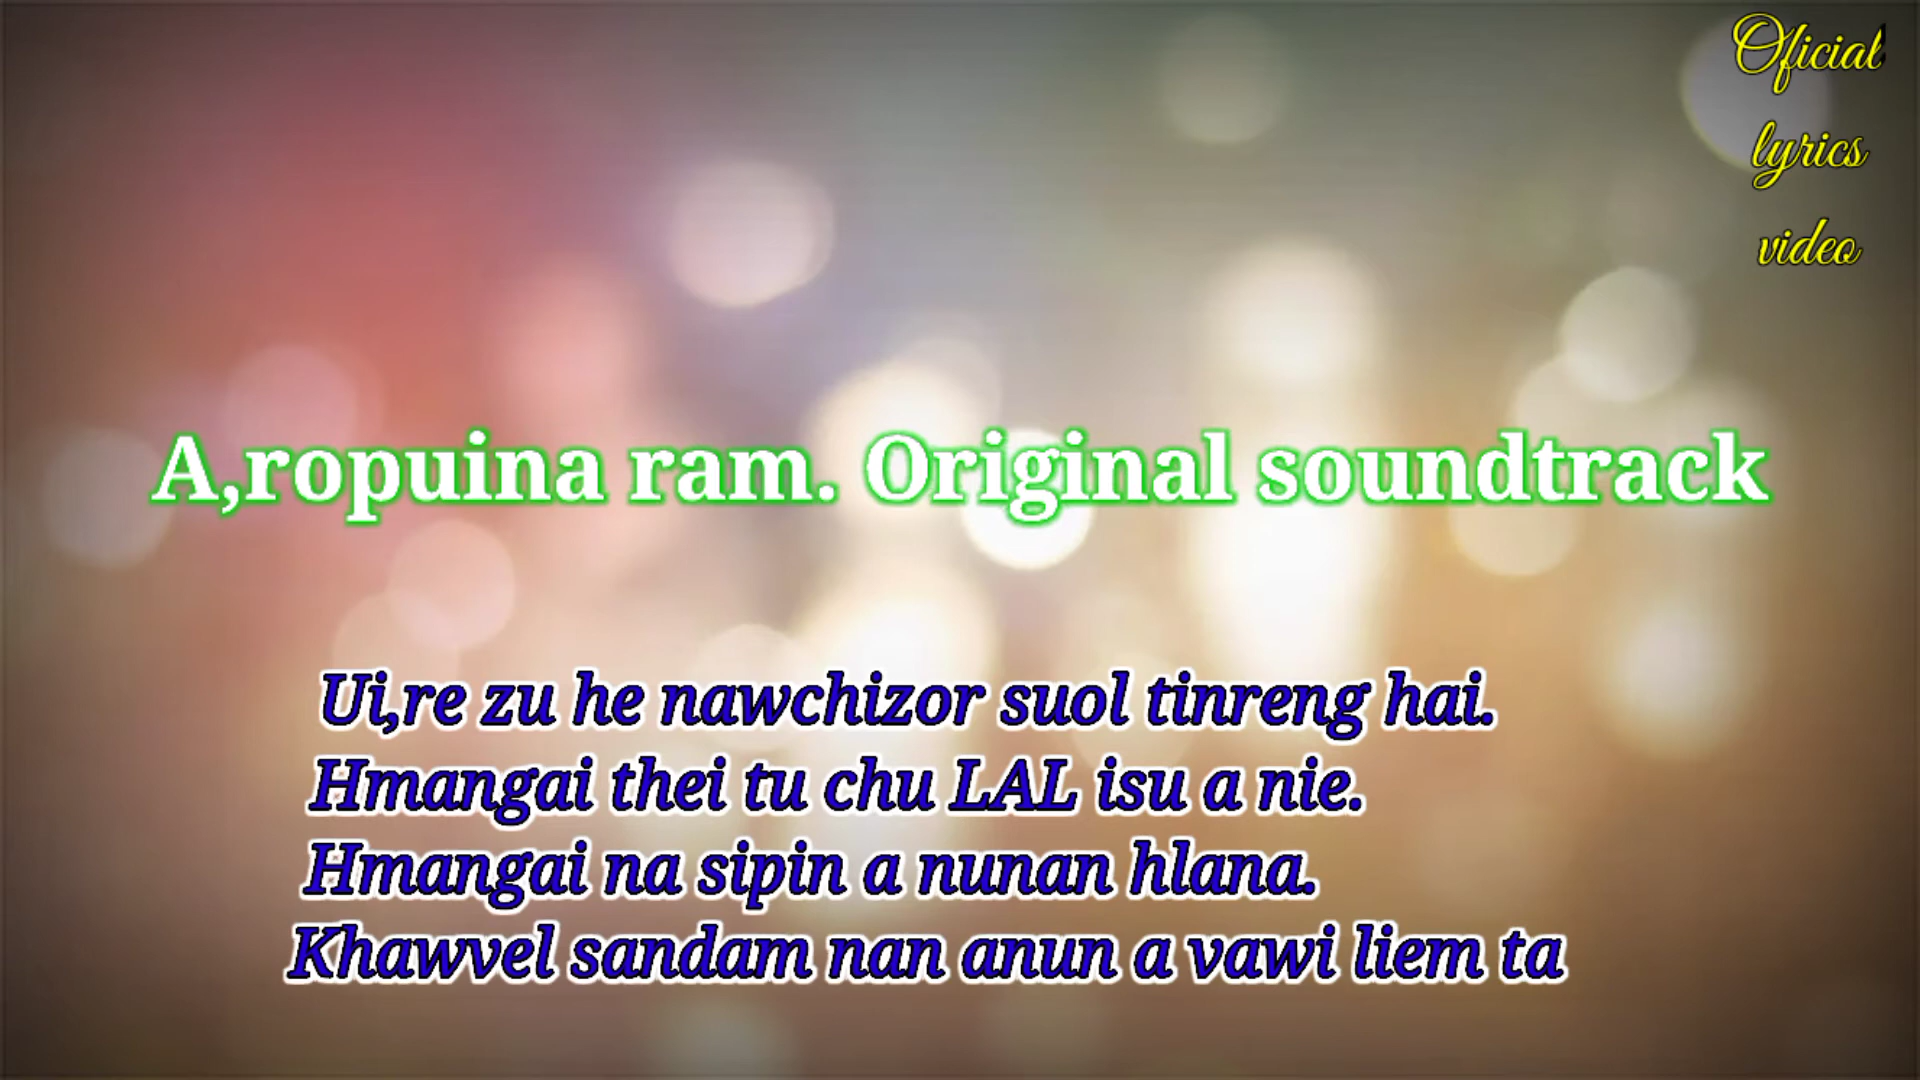 Oficial
lyrics
video
A,ropuina ram. Original soundtrack
Ui,re zu he nawchizor suol tinreng hai.
Hmangai thei tu chu LAL isu a nie.
Hmangai na sipin a nunan hlana.
Khawvel sandam nan anun a vawi liem ta